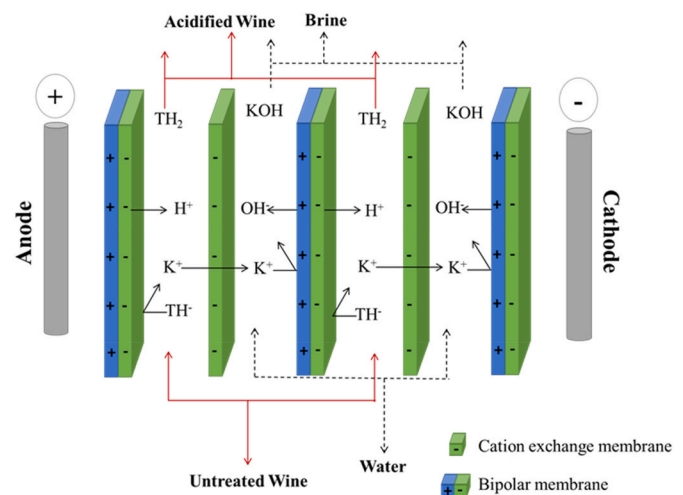 Acidified Wine
Brine
+
-
TH₂
KOH
TH₂
KOH
Anode
Cathode
+ - - + - - + -
+ - H⁺ - OH⁻ + - H⁺ - OH⁻ + -
+ - K⁺ - K⁺ + - K⁺ - K⁺ + -
+ - TH⁻ - + - TH⁻ - + -
+ - - + - - + -
Untreated Wine
Water
- Cation exchange membrane
+ - Bipolar membrane